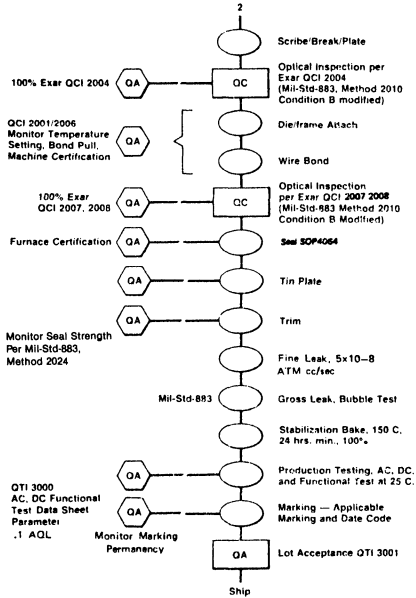 2
Scribe/Break/Plate
100% Exar QCI 2004
QA
QC
Optical Inspection per
Exar QCI 2004
(Mil-Std-883, Method 2010
Condition B modified)
QCI 2001/2006
Monitor Temperature
Setting, Bond Pull,
Machine Certification
QA
Die/frame Attach
Wire Bond
100% Exar
QCI 2007, 2008
QA
QC
Optical Inspection
per Exar QCI 2007 2008
(Mil-Std-883 Method 2010
Condition B Modified)
Furnace Certification
QA
Seal SOP4064
QA
Tin Plate
QA
Trim
Monitor Seal Strength
Per Mil-Std-883,
Method 2024
Fine Leak, 5x10-8
ATM cc/sec
Mil-Std-883
Gross Leak, Bubble Test
Stabilization Bake, 150 C,
24 hrs. min., 100%
QTI 3000
AC, DC Functional
Test Data Sheet
Parameter
.1 AQL
QA
Production Testing, AC, DC,
and Functional Test at 25 C.
QA
Monitor Marking
Permanency
Marking — Applicable
Marking and Date Code
QA
Lot Acceptance QTI 3001
Ship